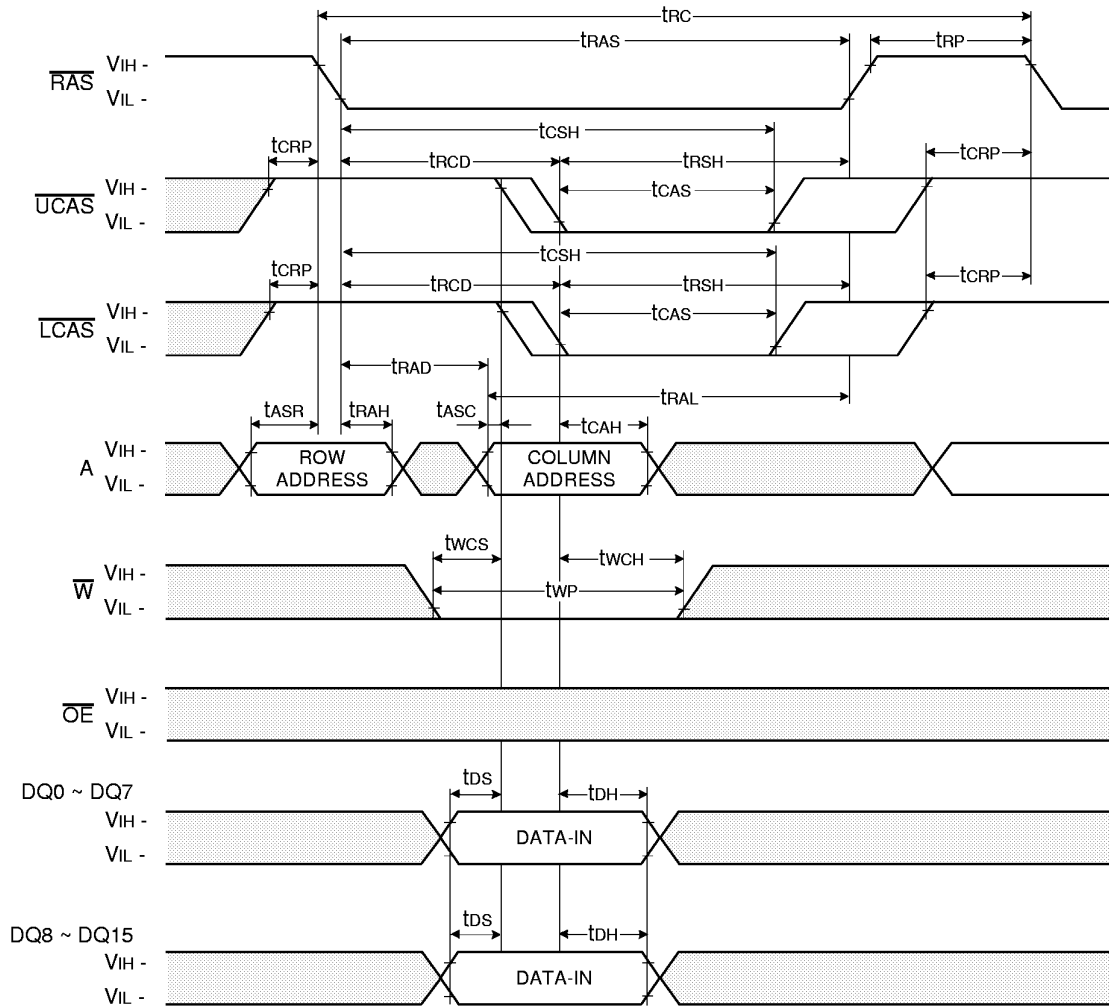 tRC
tRAS
tRP
RAS
VIH -
VIL -
tCSH
tCRP
tRCD
tRSH
tCRP
UCAS
VIH -
VIL -
tCAS
tCSH
tCRP
tRCD
tRSH
tCRP
LCAS
VIH -
VIL -
tCAS
tRAD
tRAL
tASR
tRAH
tASC
tCAH
A
VIH -
VIL -
ROW
ADDRESS
COLUMN
ADDRESS
tWCS
tWCH
W
VIH -
VIL -
tWP
OE
VIH -
VIL -
DQ0 ~ DQ7
tDS
tDH
VIH -
VIL -
DATA-IN
DQ8 ~ DQ15
tDS
tDH
VIH -
VIL -
DATA-IN